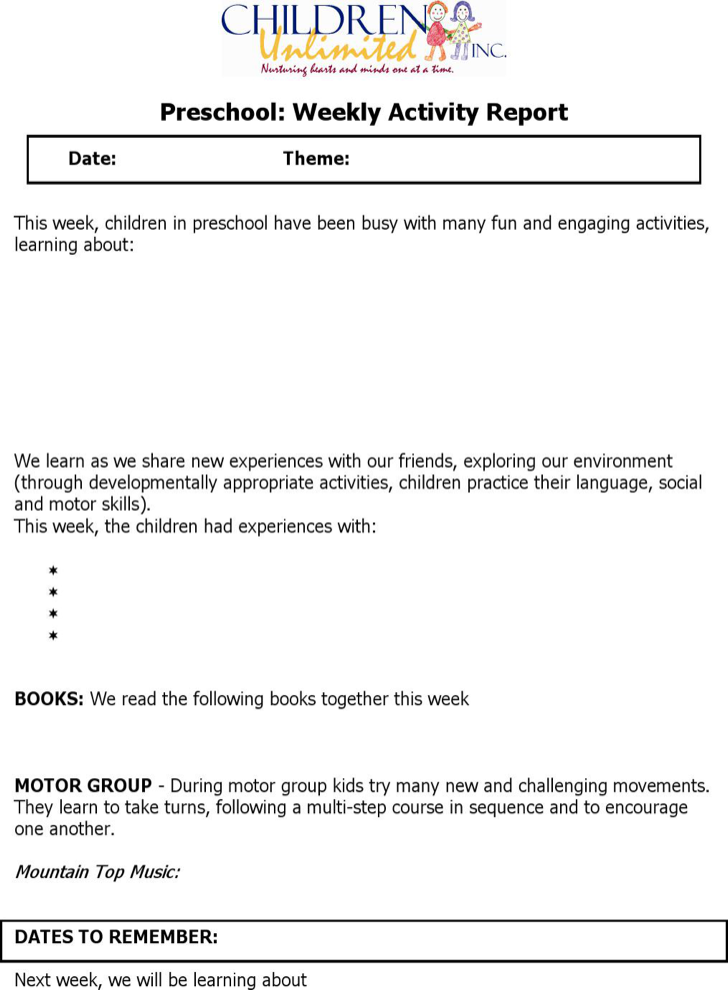 CHILDREN
Unlimited INC.
Nurturing hearts and minds one at a time.
Preschool: Weekly Activity Report
Date: Theme:
This week, children in preschool have been busy with many fun and engaging activities,
learning about:
We learn as we share new experiences with our friends, exploring our environment
(through developmentally appropriate activities, children practice their language, social
and motor skills).
This week, the children had experiences with:
*
*
*
*
BOOKS: We read the following books together this week
MOTOR GROUP - During motor group kids try many new and challenging movements.
They learn to take turns, following a multi-step course in sequence and to encourage
one another.
Mountain Top Music:
DATES TO REMEMBER:
Next week, we will be learning about